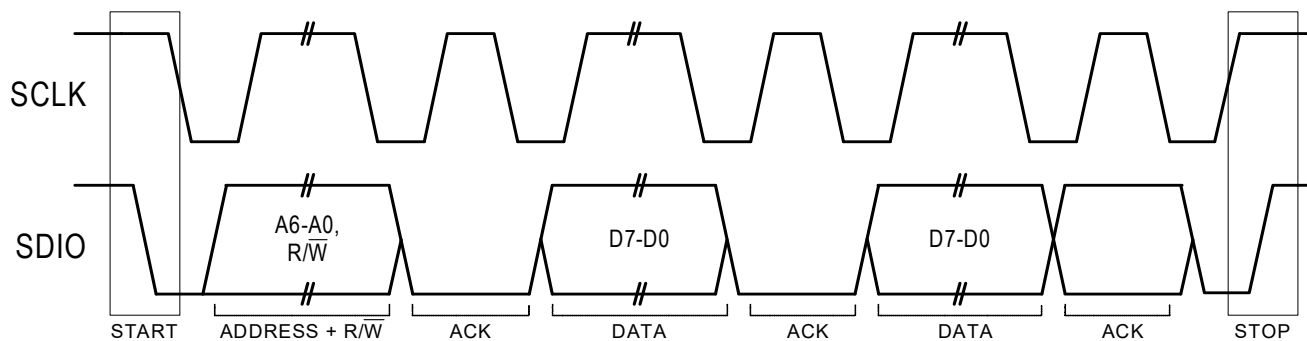 SCLK
SDIO
A6-A0,
R/W̅
D7-D0
D7-D0
START
ADDRESS + R/W̅
ACK
DATA
ACK
DATA
ACK
STOP